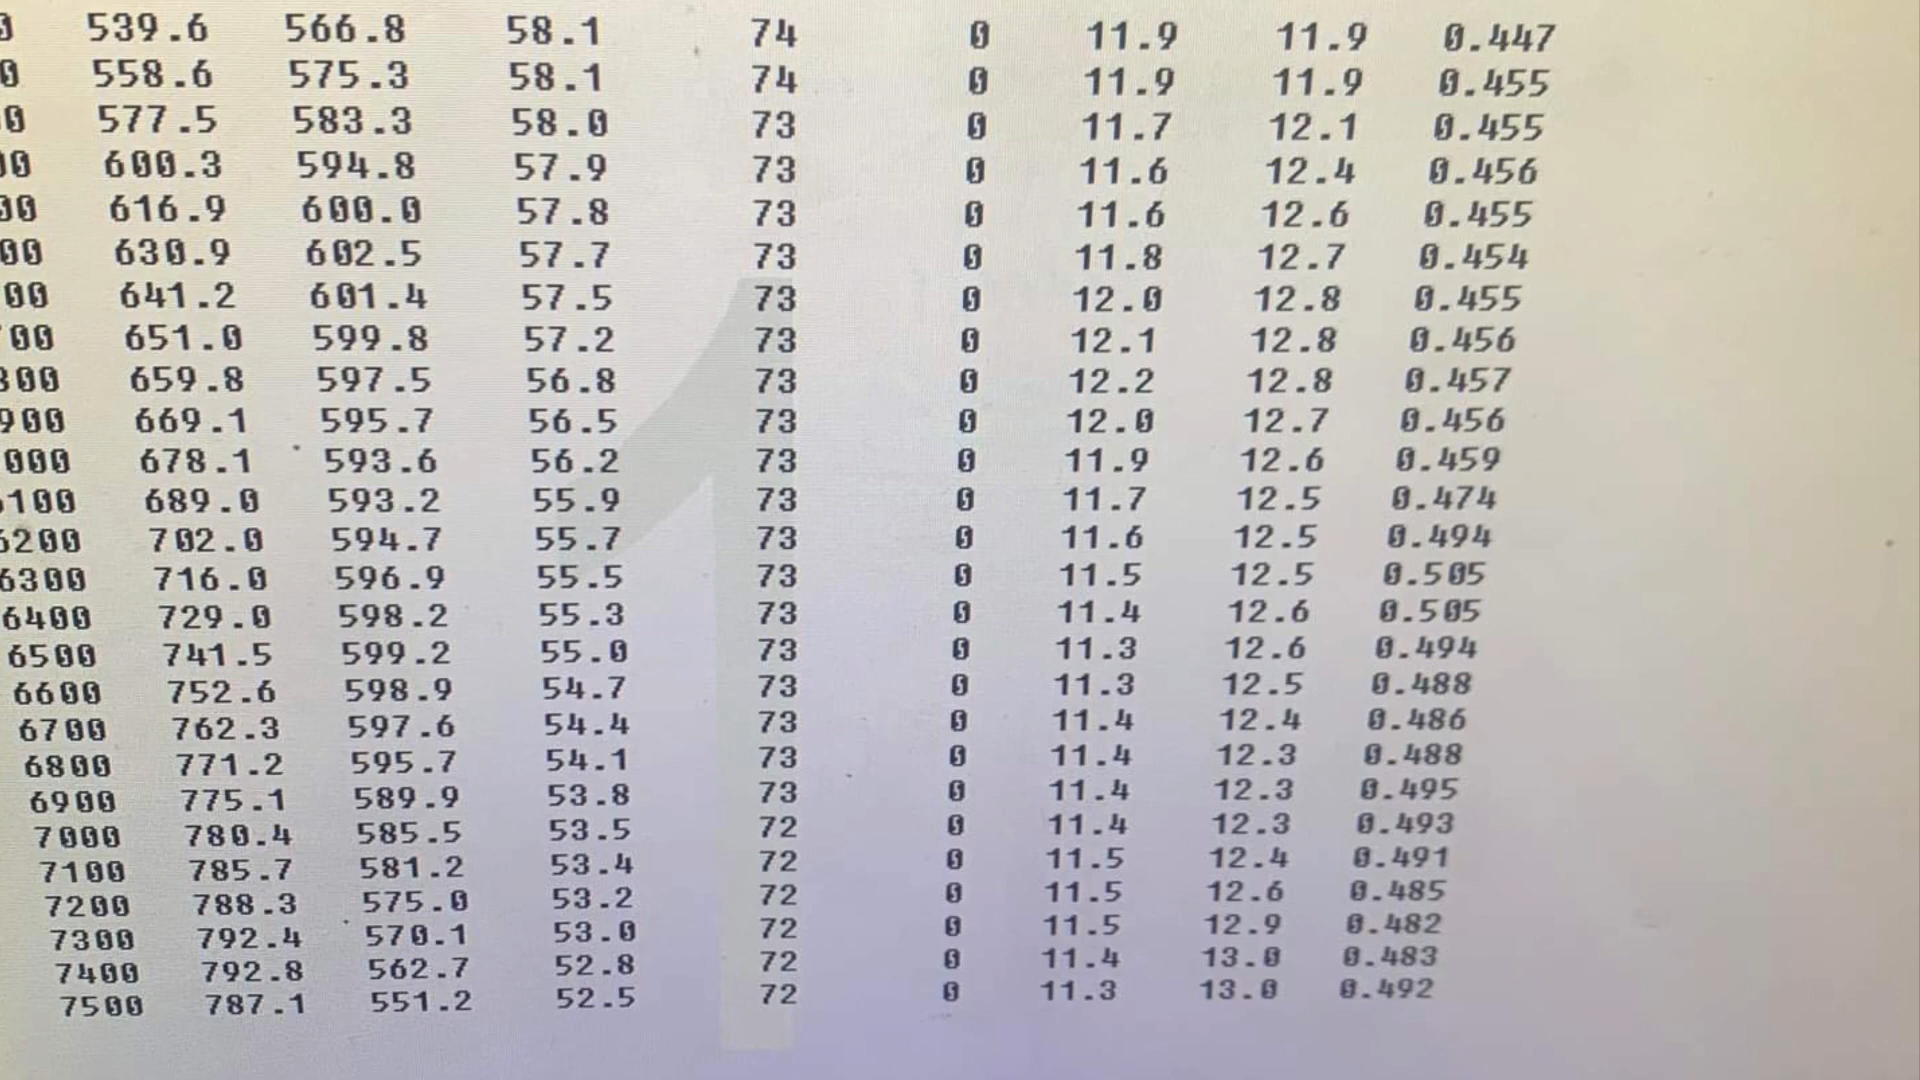 0 539.6 566.8 58.1 74 0 11.9 11.9 0.447
0 558.6 575.3 58.1 74 0 11.9 11.9 0.455
0 577.5 583.3 58.0 73 0 11.7 12.1 0.455
00 600.3 594.8 57.9 73 0 11.6 12.4 0.456
00 616.9 600.0 57.8 73 0 11.6 12.6 0.455
00 630.9 602.5 57.7 73 0 11.8 12.7 0.454
00 641.2 601.4 57.5 73 0 12.0 12.8 0.455
00 651.0 599.8 57.2 73 0 12.1 12.8 0.456
800 659.8 597.5 56.8 73 0 12.2 12.8 0.457
900 669.1 595.7 56.5 73 0 12.0 12.7 0.456
000 678.1 593.6 56.2 73 0 11.9 12.6 0.459
100 689.0 593.2 55.9 73 0 11.7 12.5 0.474
6200 702.0 594.7 55.7 73 0 11.6 12.5 0.494
6300 716.0 596.9 55.5 73 0 11.5 12.5 0.505
6400 729.0 598.2 55.3 73 0 11.4 12.6 0.505
6500 741.5 599.2 55.0 73 0 11.3 12.6 0.494
6600 752.6 598.9 54.7 73 0 11.3 12.5 0.488
6700 762.3 597.6 54.4 73 0 11.4 12.4 0.486
6800 771.2 595.7 54.1 73 0 11.4 12.3 0.488
6900 775.1 589.9 53.8 73 0 11.4 12.3 0.495
7000 780.4 585.5 53.5 72 0 11.4 12.3 0.493
7100 785.7 581.2 53.4 72 0 11.5 12.4 0.491
7200 788.3 575.0 53.2 72 0 11.5 12.6 0.485
7300 792.4 570.1 53.0 72 0 11.5 12.9 0.482
7400 792.8 562.7 52.8 72 0 11.4 13.0 0.483
7500 787.1 551.2 52.5 72 0 11.3 13.0 0.492